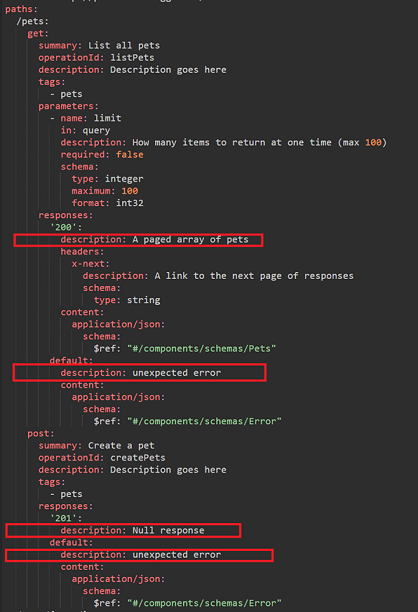 paths:
  /pets:
    get:
      summary: List all pets
      operationId: listPets
      description: Description goes here
      tags:
        - pets
      parameters:
        - name: limit
          in: query
          description: How many items to return at one time (max 100)
          required: false
          schema:
            type: integer
            maximum: 100
            format: int32
      responses:
        '200':
          description: A paged array of pets
          headers:
            x-next:
              description: A link to the next page of responses
              schema:
                type: string
          content:
            application/json:
              schema:
                $ref: "#/components/schemas/Pets"
        default:
          description: unexpected error
          content:
            application/json:
              schema:
                $ref: "#/components/schemas/Error"
    post:
      summary: Create a pet
      operationId: createPets
      description: Description goes here
      tags:
        - pets
      responses:
        '201':
          description: Null response
        default:
          description: unexpected error
          content:
            application/json:
              schema:
                $ref: "#/components/schemas/Error"